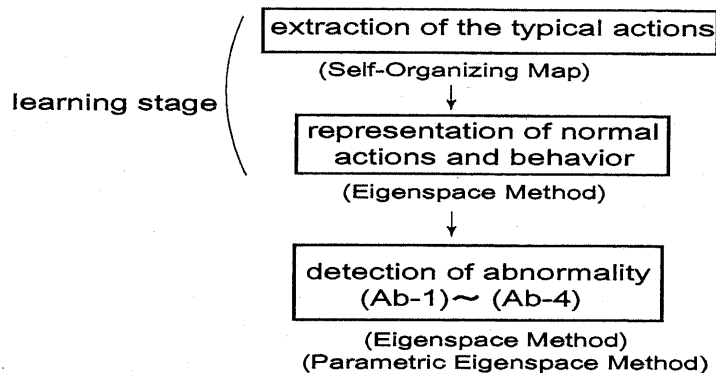 extraction of the typical actions
(Self-Organizing Map)
learning stage
representation of normal
actions and behavior
(Eigenspace Method)
detection of abnormality
(Ab-1)～ (Ab-4)
(Eigenspace Method)
(Parametric Eigenspace Method)